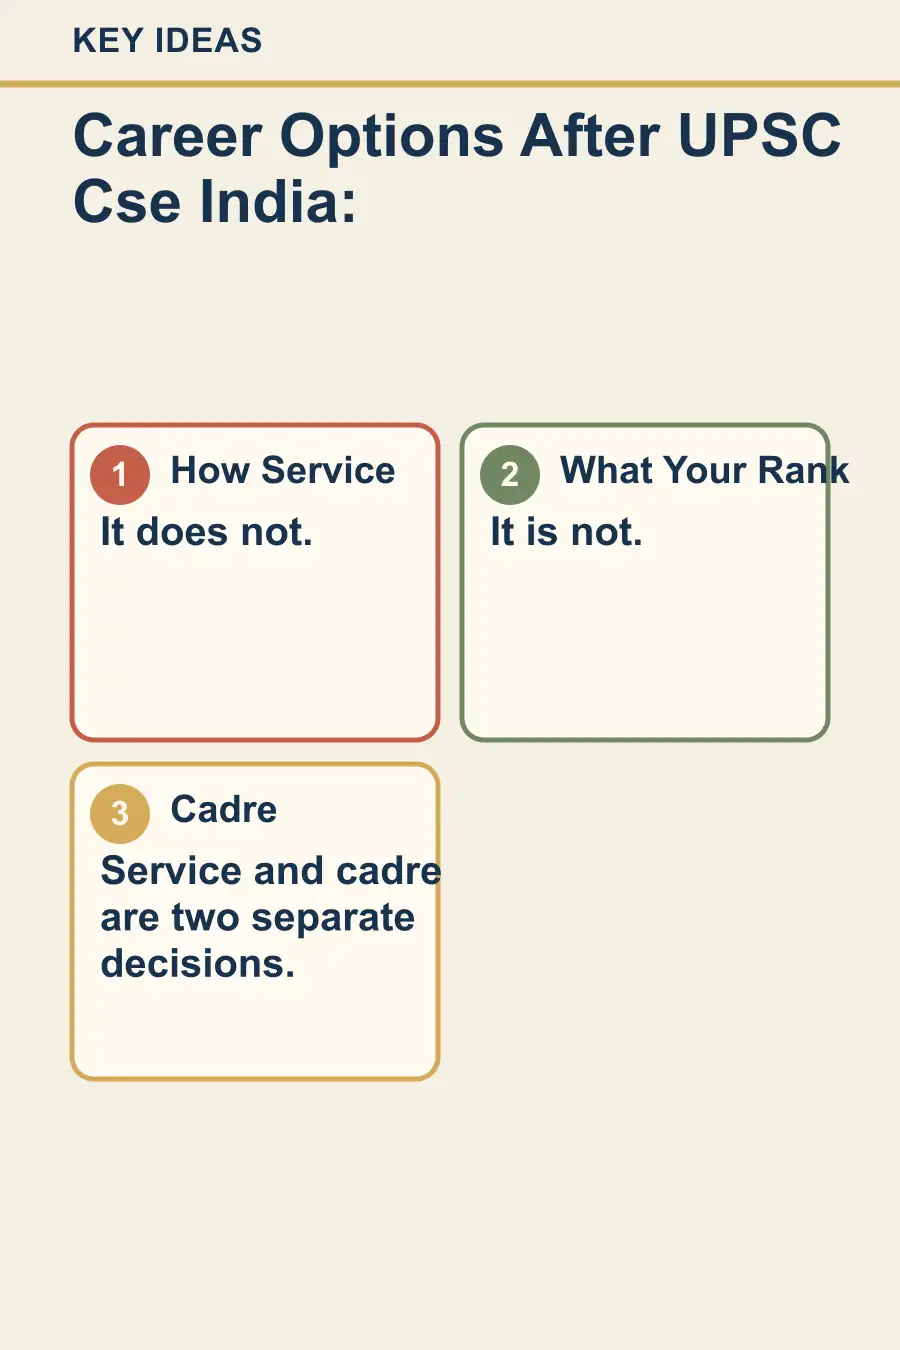 KEY IDEAS
Career Options After UPSC
Cse India:
1 How Service
It does not.
2 What Your Rank
It is not.
3 Cadre
Service and cadre
are two separate
decisions.